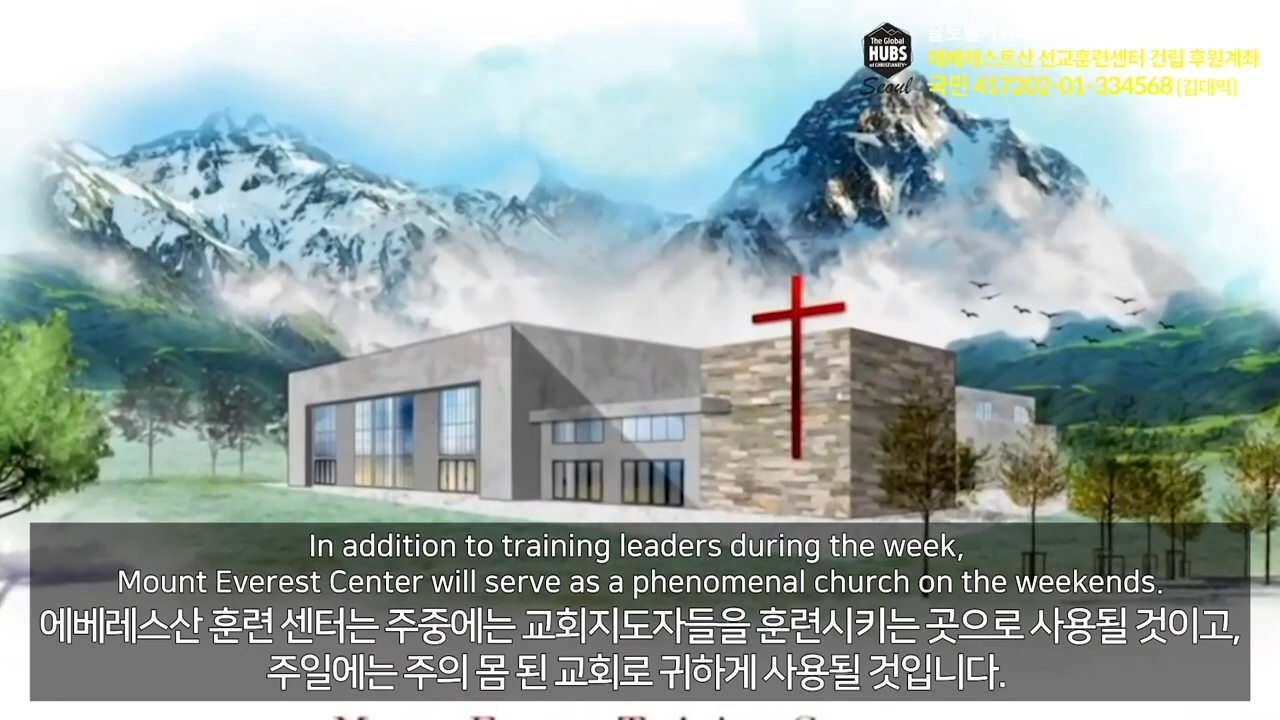 The Global
HUBS
of CHRISTIANITY
Seoul
에베레스트산 선교훈련센터 건립 후원계좌
국민 417202-01-334568 (김대익)
In addition to training leaders during the week,
Mount Everest Center will serve as a phenomenal church on the weekends.
에베레스산 훈련 센터는 주중에는 교회지도자들을 훈련시키는 곳으로 사용될 것이고,
주일에는 주의 몸 된 교회로 귀하게 사용될 것입니다.